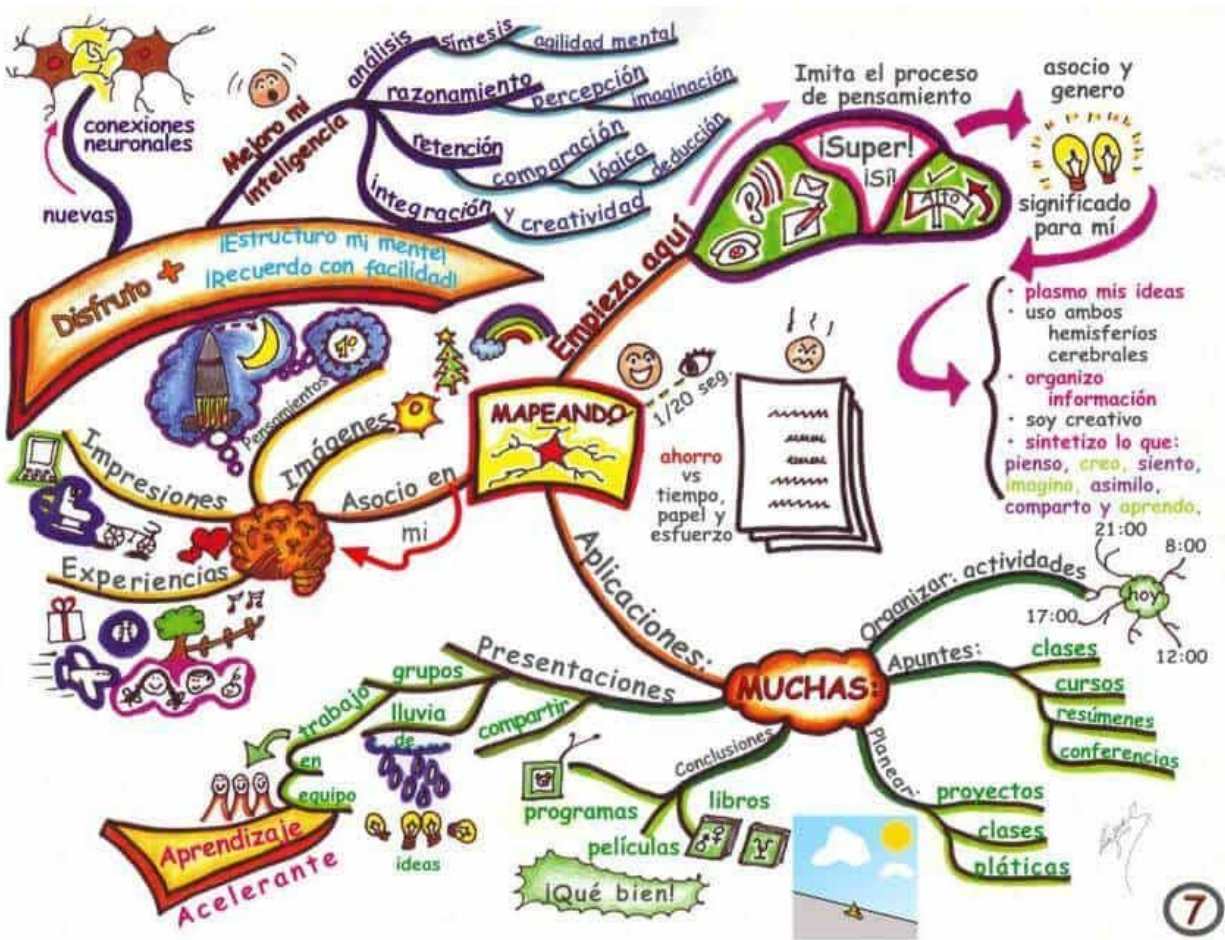 MAPEANDO
Empieza aquí
Imita el proceso
de pensamiento
¡Super!
¡Sí!
ALTO
asocio y
genero
significado
para mí
• plasmo mis ideas
• uso ambos
hemisferios
cerebrales
• organizo
información
• soy creativo
• sintetizo lo que:
pienso, creo, siento,
imagino, asimilo,
comparto y aprendo.
1/20 seg.
ahorro
vs
tiempo,
papel y
esfuerzo
Aplicaciones:
MUCHAS:
Organizar: actividades
hoy
21:00
8:00
17:00
12:00
Apuntes:
clases
cursos
resúmenes
conferencias
Planear:
proyectos
clases
pláticas
Conclusiones
programas
películas
libros
¡Qué bien!
Presentaciones
compartir
grupos
lluvia
de
ideas
trabajo
en
equipo
Aprendizaje
Acelerante
Asocio en
mi
Imágenes
Pensamientos
1º
Impresiones
Experiencias
Disfruto +
¡Estructuro mi mente!
¡Recuerdo con facilidad!
nuevas
conexiones
neuronales
Mejoro mi
inteligencia
análisis
síntesis
agilidad mental
razonamiento
percepción
imaginación
retención
comparación
lógica
deducción
integración y
creatividad
7